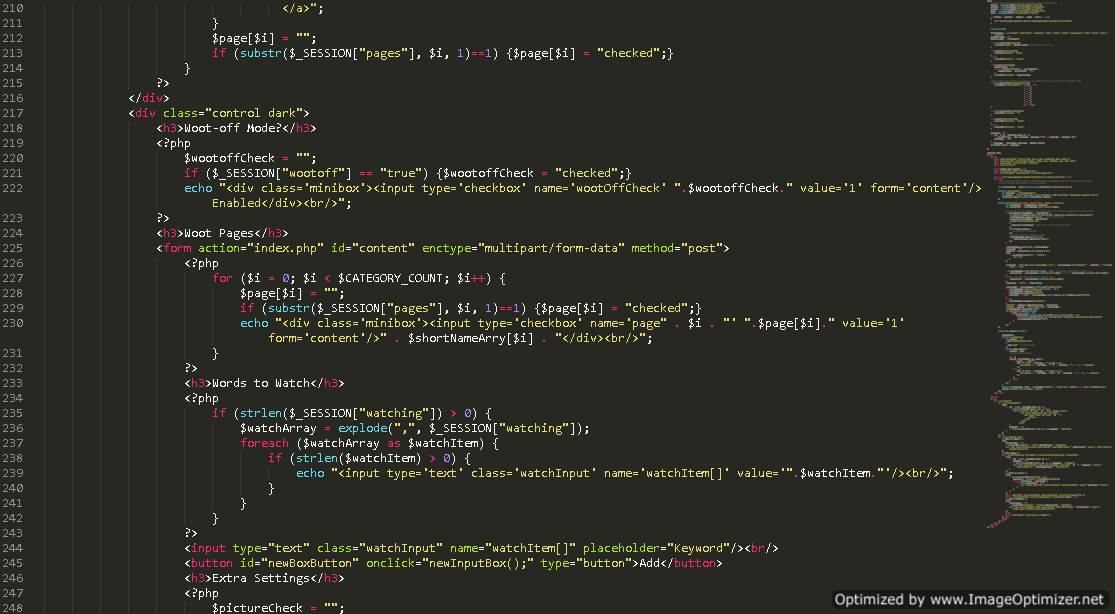 210 </a>";
211 }
212 $page[$i] = "";
213 if (substr($_SESSION["pages"], $i, 1)==1) {$page[$i] = "checked";}
214 }
215 ?>
216 </div>
217 <div class="control dark">
218 <h3>Woot-off Mode?</h3>
219 <?php
220 $wootoffCheck = "";
221 if ($_SESSION["wootoff"] == "true") {$wootoffCheck = "checked";}
222 echo "<div class='minibox'><input type='checkbox' name='wootOffCheck' ".$wootoffCheck." value='1' form='content'/>
Enabled</div><br/>";
223 ?>
224 <h3>Woot Pages</h3>
225 <form action="index.php" id="content" enctype="multipart/form-data" method="post">
226 <?php
227 for ($i = 0; $i < $CATEGORY_COUNT; $i++) {
228 $page[$i] = "";
229 if (substr($_SESSION["pages"], $i, 1)==1) {$page[$i] = "checked";}
230 echo "<div class='minibox'><input type='checkbox' name='page" . $i . "' ".$page[$i]." value='1'
form='content'/>" . $shortNameArry[$i] . "</div><br/>";
231 }
232 ?>
233 <h3>Words to Watch</h3>
234 <?php
235 if (strlen($_SESSION["watching"]) > 0) {
236 $watchArray = explode(",", $_SESSION["watching"]);
237 foreach ($watchArray as $watchItem) {
238 if (strlen($watchItem) > 0) {
239 echo "<input type='text' class='watchInput' name='watchItem[]' value='".$watchItem."'/><br/>";
240 }
241 }
242 }
243 ?>
244 <input type="text" class="watchInput" name="watchItem[]" placeholder="Keyword"/><br/>
245 <button id="newBoxButton" onclick="newInputBox();" type="button">Add</button>
246 <h3>Extra Settings</h3>
247 <?php
248 $pictureCheck = "";
Optimized by www.ImageOptimizer.net